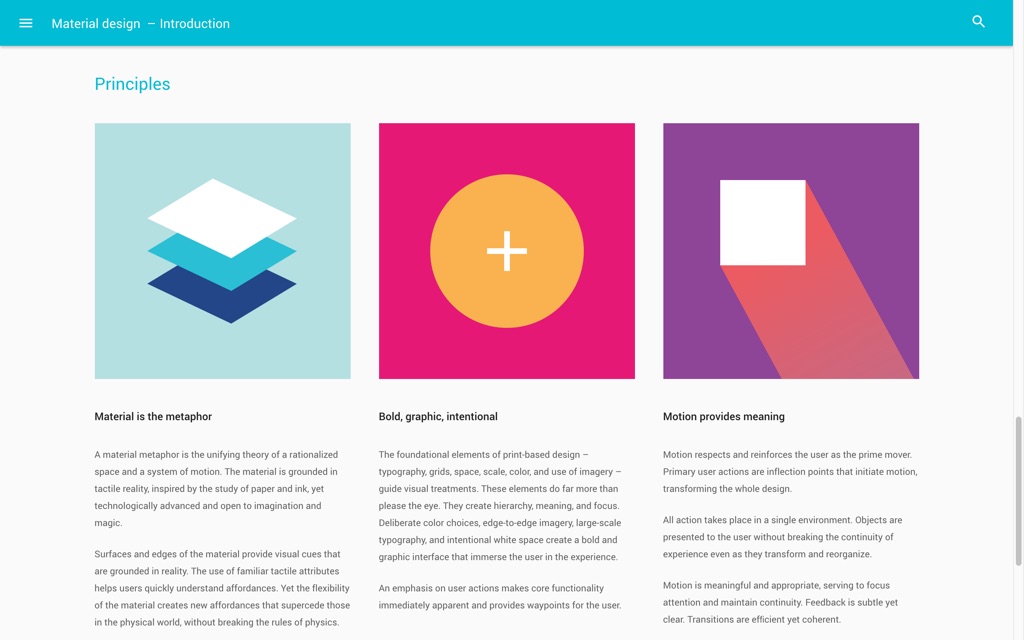 Material design – Introduction
Principles
Material is the metaphor
A material metaphor is the unifying theory of a rationalized
space and a system of motion. The material is grounded in
tactile reality, inspired by the study of paper and ink, yet
technologically advanced and open to imagination and
magic.
Surfaces and edges of the material provide visual cues that
are grounded in reality. The use of familiar tactile attributes
helps users quickly understand affordances. Yet the flexibility
of the material creates new affordances that supercede those
in the physical world, without breaking the rules of physics.
Bold, graphic, intentional
The foundational elements of print-based design –
typography, grids, space, scale, color, and use of imagery –
guide visual treatments. These elements do far more than
please the eye. They create hierarchy, meaning, and focus.
Deliberate color choices, edge-to-edge imagery, large-scale
typography, and intentional white space create a bold and
graphic interface that immerse the user in the experience.
An emphasis on user actions makes core functionality
immediately apparent and provides waypoints for the user.
Motion provides meaning
Motion respects and reinforces the user as the prime mover.
Primary user actions are inflection points that initiate motion,
transforming the whole design.
All action takes place in a single environment. Objects are
presented to the user without breaking the continuity of
experience even as they transform and reorganize.
Motion is meaningful and appropriate, serving to focus
attention and maintain continuity. Feedback is subtle yet
clear. Transitions are efficient yet coherent.